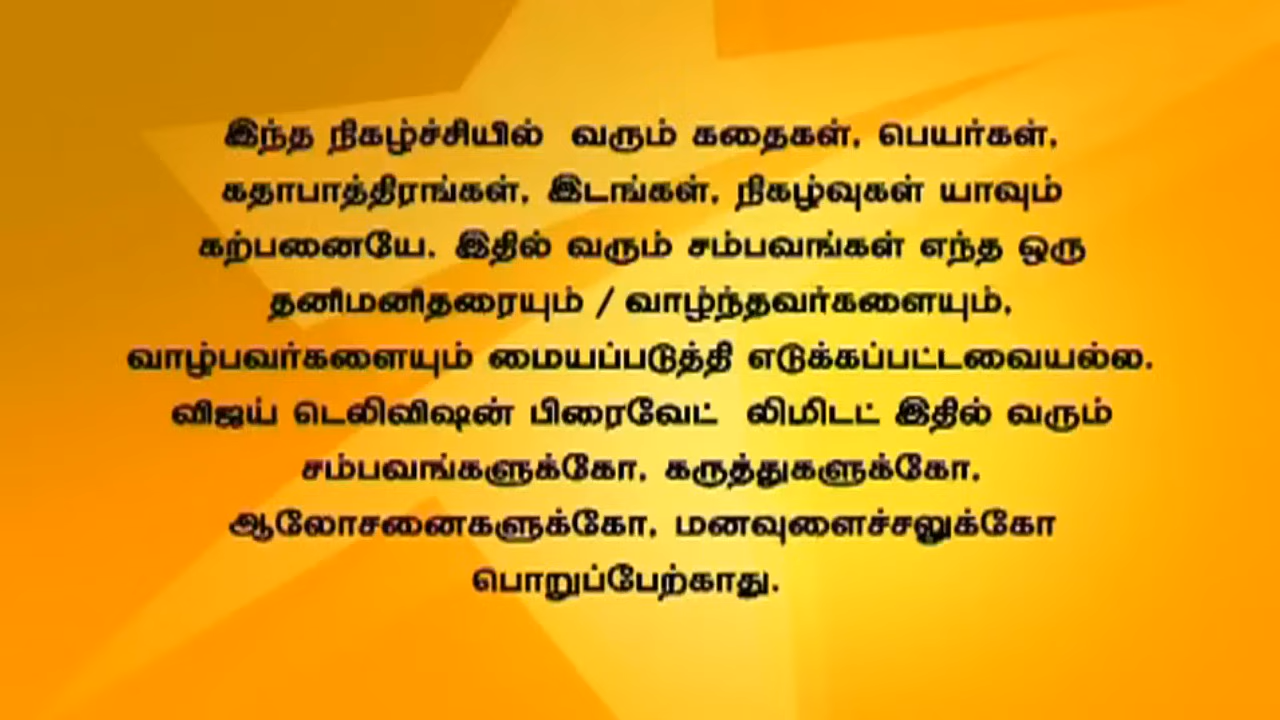 இந்த நிகழ்ச்சியில் வரும் கதைகள், பெயர்கள்,
கதாபாத்திரங்கள், இடங்கள், நிகழ்வுகள் யாவும்
கற்பனையே. இதில் வரும் சம்பவங்கள் எந்த ஒரு
தனிமனிதரையும் / வாழ்ந்தவர்களையும்,
வாழ்பவர்களையும் மையப்படுத்தி எடுக்கப்பட்டவையல்ல.
விஜய் டெலிவிஷன் பிரைவேட் லிமிடட் இதில் வரும்
சம்பவங்களுக்கோ, கருத்துகளுக்கோ,
ஆலோசனைகளுக்கோ, மனவுளைச்சலுக்கோ
பொறுப்பேற்காது.